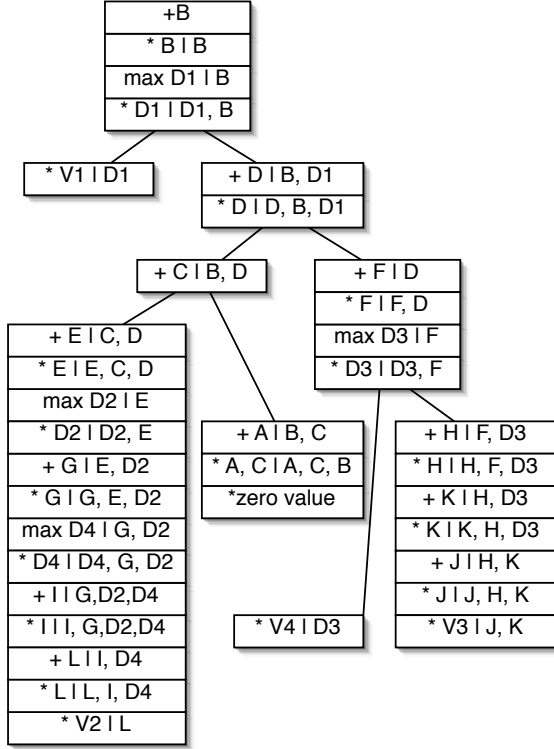 +B
* B | B
max D1 | B
* D1 | D1, B
* V1 | D1
+ D | B, D1
* D | D, B, D1
+ C | B, D
+ F | D
* F | F, D
max D3 | F
* D3 | D3, F
+ E | C, D
* E | E, C, D
max D2 | E
* D2 | D2, E
+ G | E, D2
* G | G, E, D2
max D4 | G, D2
* D4 | D4, G, D2
+ I | G,D2,D4
* I | I, G,D2,D4
+ L | I, D4
* L | L, I, D4
* V2 | L
+ A | B, C
* A, C | A, C, B
*zero value
* V4 | D3
+ H | F, D3
* H | H, F, D3
+ K | H, D3
* K | K, H, D3
+ J | H, K
* J | J, H, K
* V3 | J, K